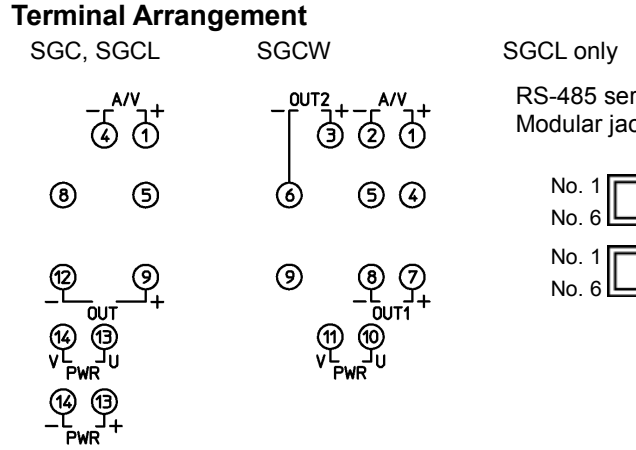 Terminal Arrangement
SGC, SGCL SGCW SGCL only
A/V OUT2 A/V RS-485
- + - + - + Modular
4 1 3 2 1
8 5 6 5 4 No. 1
No. 6
12 9 9 8 7 No. 1
- + - + No. 6
OUT OUT1
14 13 11 10
V U V U
PWR PWR
14 13
- +
PWR